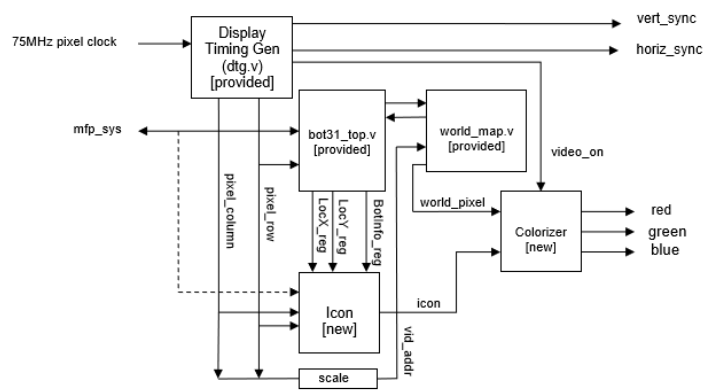 Display
Timing Gen
(dtg.v)
[provided]
75MHz pixel clock
vert_sync
horiz_sync
mfp_sys
bot31_top.v
[provided]
world_map.v
[provided]
video_on
pixel_column
pixel_row
LocX_reg
LocY_reg
BotInfo_reg
world_pixel
Colorizer
[new]
red
green
blue
Icon
[new]
icon
vid_addr
scale